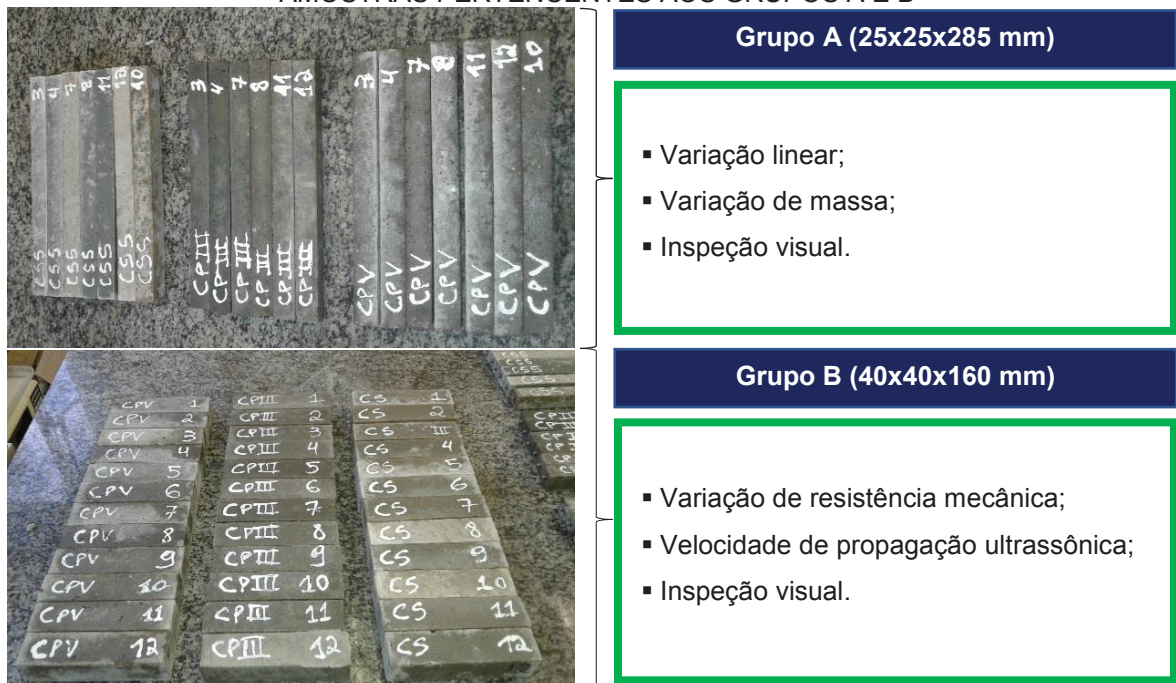 AMOSTRAS PERTENCENTES AOS GRUPOS A E B
3 4 7 8 11 12 10
CSS CSS CSS CSS CSS CSS CSS
3 4 7 8 11 12
CPIII CPIII CPIII CPIII CPIII CPIII
3 4 7 8 11 12 10
CPV CPV CPV CPV CPV CPV CPV
Grupo A (25x25x285 mm)
▪ Variação linear;
▪ Variação de massa;
▪ Inspeção visual.
CPV 1 CPIII 1 CS 1
CPV 2 CPIII 2 CS 2
CPV 3 CPIII 3 CS III
CPV 4 CPIII 4 CS 4
CPV 5 CPIII 5 CS 5
CPV 6 CPIII 6 CS 6
CPV 7 CPIII 7 CS 7
CPV 8 CPIII 8 CS 8
CPV 9 CPIII 9 CS 9
CPV 10 CPIII 10 CS 10
CPV 11 CPIII 11 CS 11
CPV 12 CPIII 12 CS 12
Grupo B (40x40x160 mm)
▪ Variação de resistência mecânica;
▪ Velocidade de propagação ultrassônica;
▪ Inspeção visual.